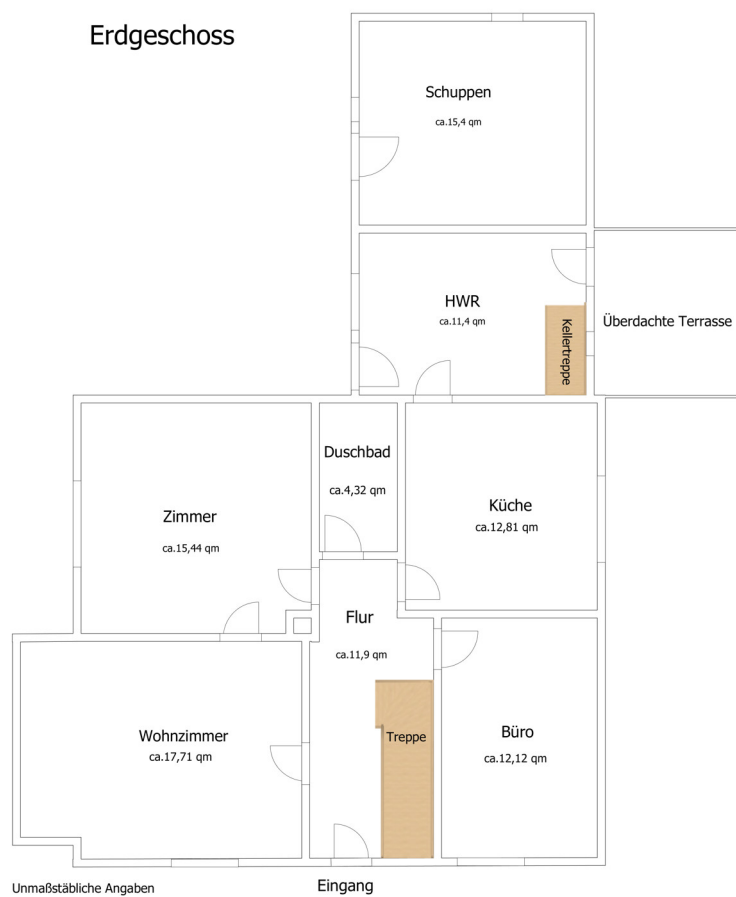 Erdgeschoss
Schuppen
ca.15,4 qm
HWR
ca.11,4 qm
Kellertreppe
Überdachte Terrasse
Duschbad
ca.4,32 qm
Zimmer
ca.15,44 qm
Küche
ca.12,81 qm
Flur
ca.11,9 qm
Wohnzimmer
ca.17,71 qm
Treppe
Büro
ca.12,12 qm
Unmaßstäbliche Angaben
Eingang